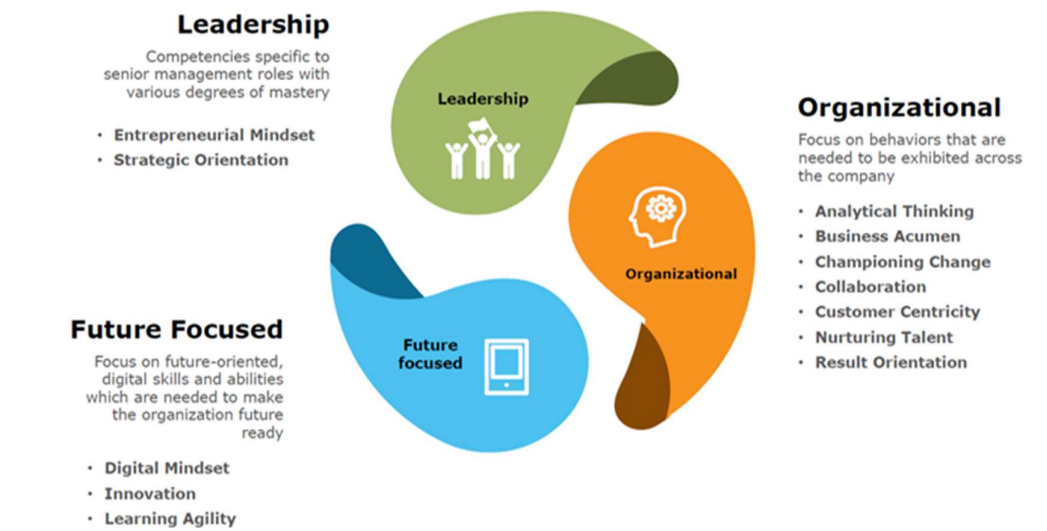 Leadership
Competencies specific to
senior management roles with
various degrees of mastery
• Entrepreneurial Mindset
• Strategic Orientation
Leadership
Organizational
Focus on behaviors that are
needed to be exhibited across
the company
• Analytical Thinking
• Business Acumen
• Championing Change
• Collaboration
• Customer Centricity
• Nurturing Talent
• Result Orientation
Organizational
Future Focused
Focus on future-oriented,
digital skills and abilities
which are needed to make
the organization future
ready
• Digital Mindset
• Innovation
• Learning Agility
Future
focused